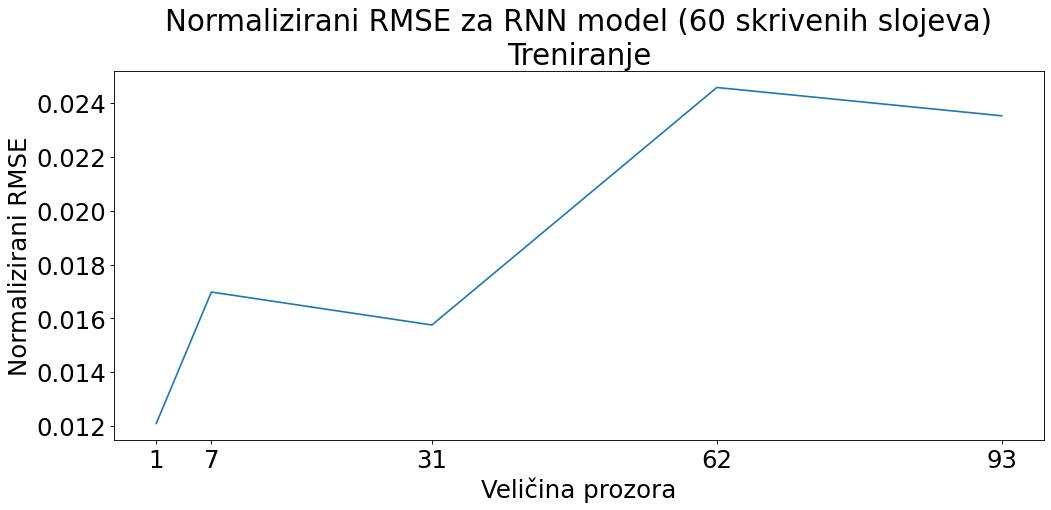 Normalizirani RMSE za RNN model (60 skrivenih slojeva)
Treniranje
Normalizirani RMSE
0.024
0.022
0.020
0.018
0.016
0.014
0.012
1 7 31 62 93
Veličina prozora